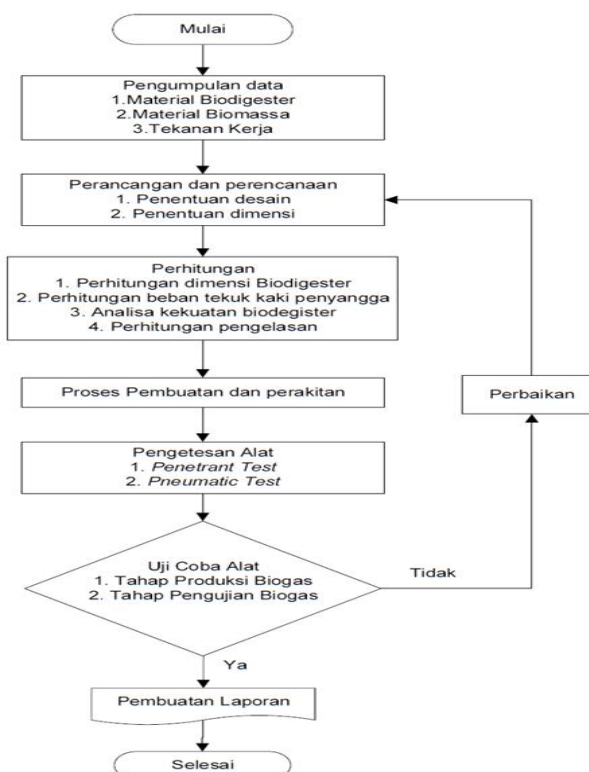 Mulai
Pengumpulan data
1.Material Biodigester
2.Material Biomassa
3.Tekanan Kerja
Perancangan dan perencanaan
1. Penentuan desain
2. Penentuan dimensi
Perhitungan
1. Perhitungan dimensi Biodigester
2. Perhitungan beban tekuk kaki penyangga
3. Analisa kekuatan biodegister
4. Perhitungan pengelasan
Proses Pembuatan dan perakitan
Perbaikan
Pengetesan Alat
1. Penetrant Test
2. Pneumatic Test
Uji Coba Alat
1. Tahap Produksi Biogas
2. Tahap Pengujian Biogas
Tidak
Ya
Pembuatan Laporan
Selesai